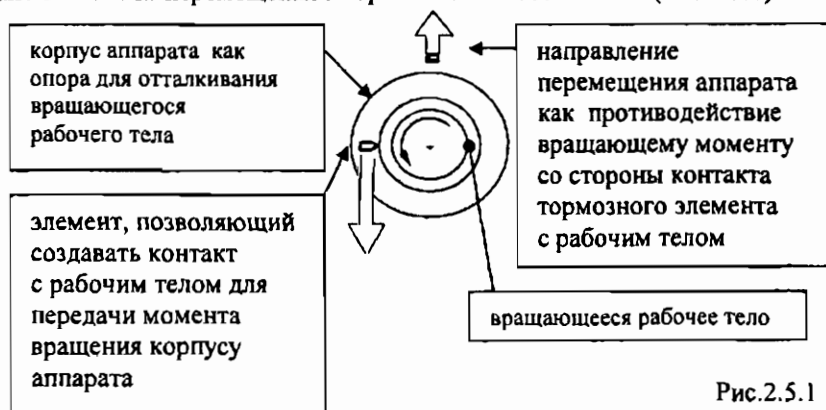 корпус аппарата как
опора для отталкивания
вращающегося
рабочего тела
направление
перемещения аппарата
как противодействие
вращающему моменту
со стороны контакта
тормозного элемента
с рабочим телом
элемент, позволяющий
создавать контакт
с рабочим телом для
передачи момента
вращения корпусу
аппарата
вращающееся рабочее тело
Рис.2.5.1